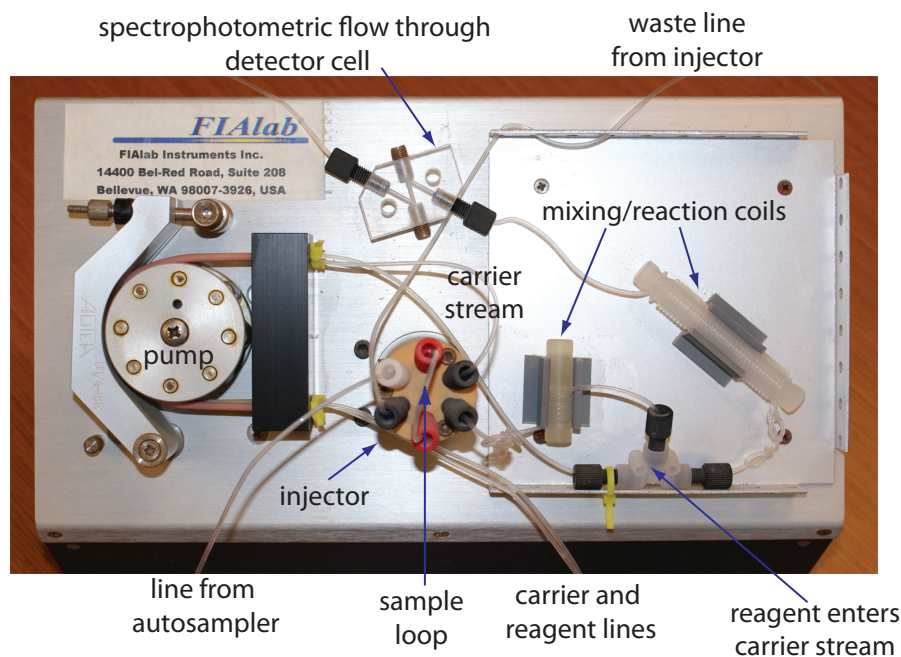 spectrophotometric flow through
detector cell
waste line
from injector
FIAlab
FIAlab Instruments Inc.
14400 Bel-Red Road, Suite 208
Bellevue, WA 98007-3926, USA
mixing/reaction coils
carrier
stream
pump
injector
line from
autosampler
sample
loop
carrier and
reagent lines
reagent enters
carrier stream